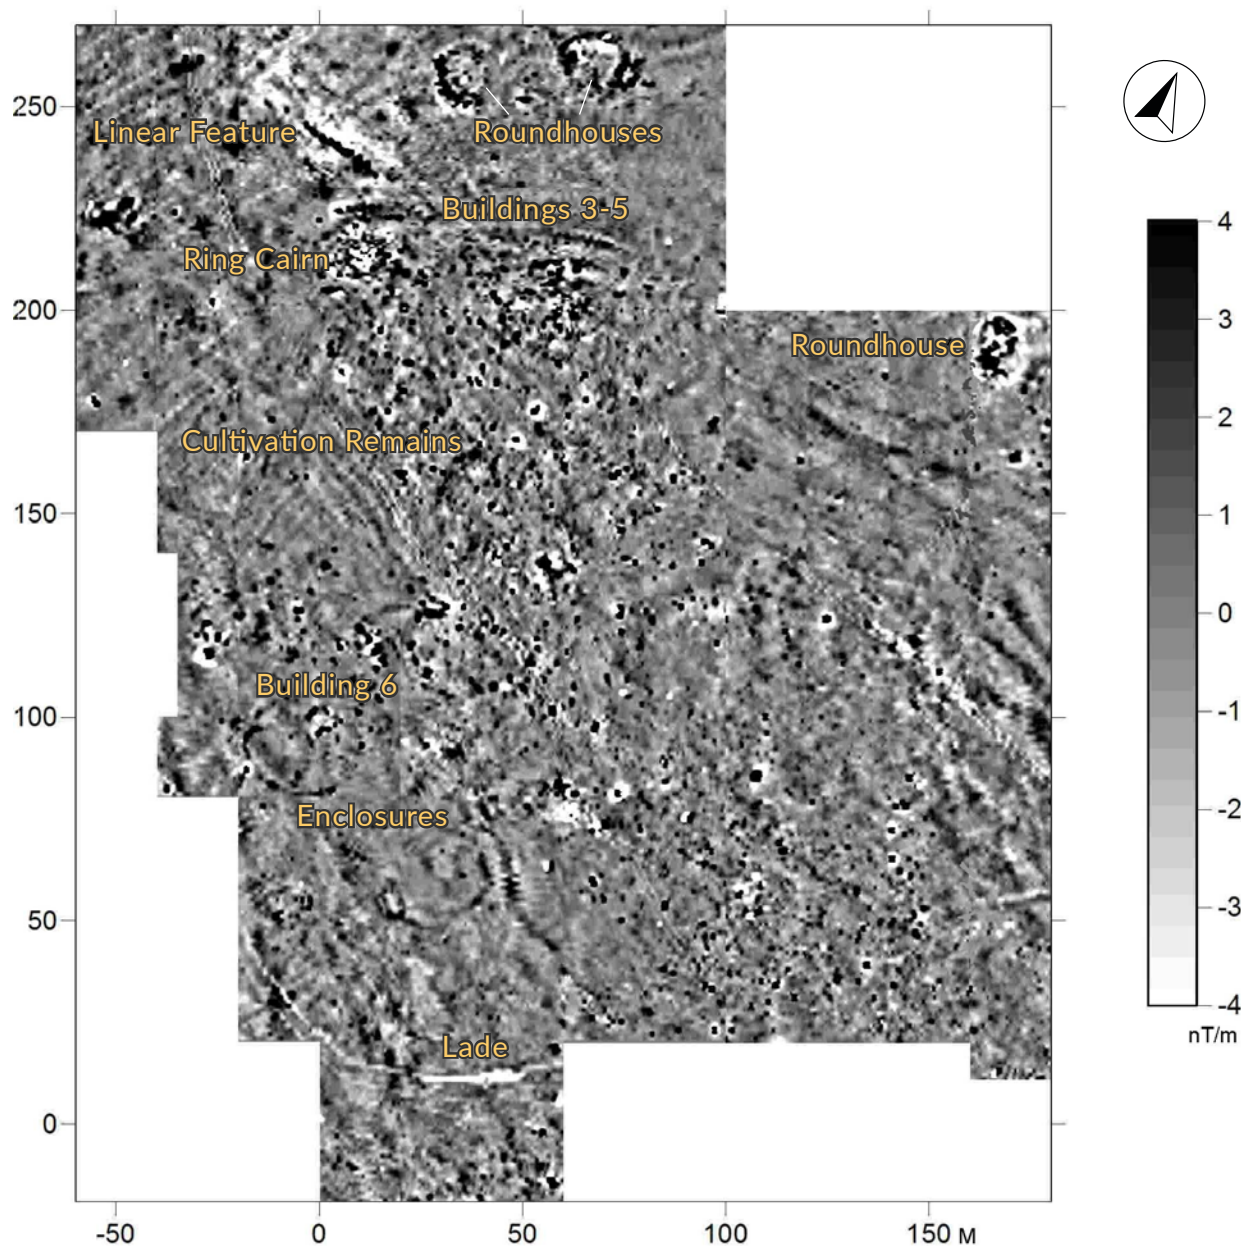 250
Linear Feature
Roundhouses
Buildings 3-5
Ring Cairn
200
Roundhouse
Cultivation Remains
150
Building 6
100
Enclosures
50
Lade
0
-50
0
50
100
150 M
4
3
2
1
0
-1
-2
-3
-4
nT/m